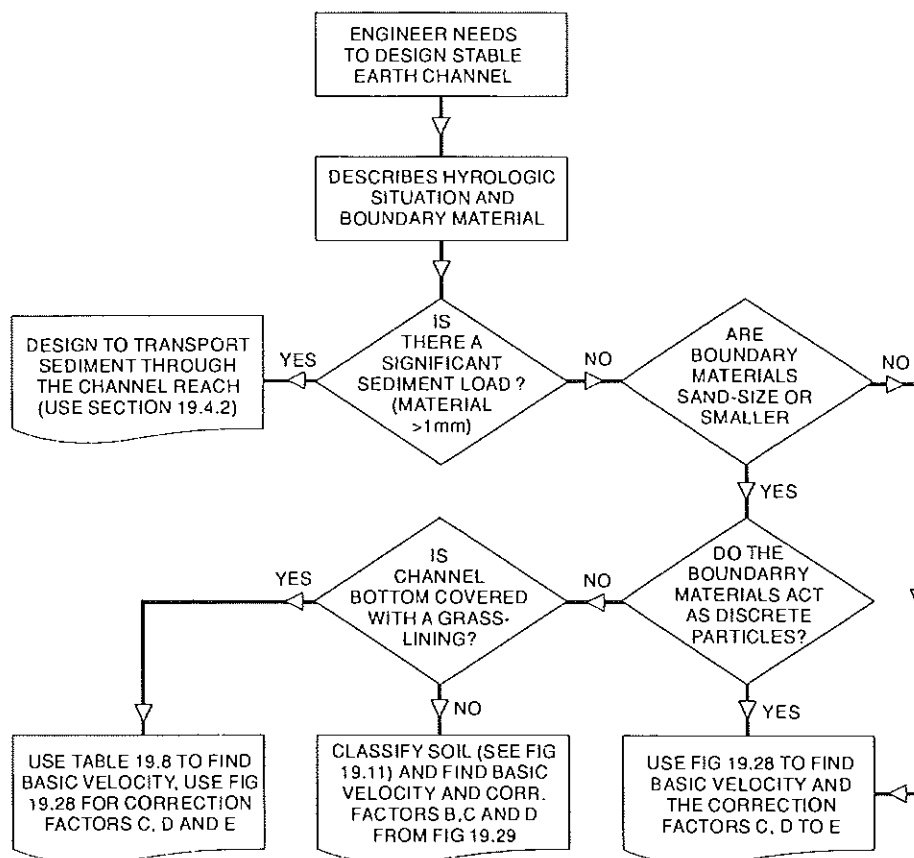 ENGINEER NEEDS
TO DESIGN STABLE
EARTH CHANNEL
DESCRIBES HYROLOGIC
SITUATION AND
BOUNDARY MATERIAL
DESIGN TO TRANSPORT
SEDIMENT THROUGH
THE CHANNEL REACH
(USE SECTION 19.4.2)
YES
IS
THERE A
SIGNIFICANT
SEDIMENT LOAD?
(MATERIAL
>1mm)
NO
ARE
BOUNDARY
MATERIALS
SAND-SIZE OR
SMALLER
NO
YES
YES
IS
CHANNEL
BOTTOM COVERED
WITH A GRASS-
LINING?
NO
DO THE
BOUNDARRY
MATERIALS ACT
AS DISCRETE
PARTICLES?
NO
YES
USE TABLE 19.8 TO FIND
BASIC VELOCITY, USE FIG
19.28 FOR CORRECTION
FACTORS C, D AND E
CLASSIFY SOIL (SEE FIG
19.11) AND FIND BASIC
VELOCITY AND CORR.
FACTORS B,C AND D
FROM FIG 19.29
USE FIG 19.28 TO FIND
BASIC VELOCITY AND
THE CORRECTION
FACTORS C, D TO E